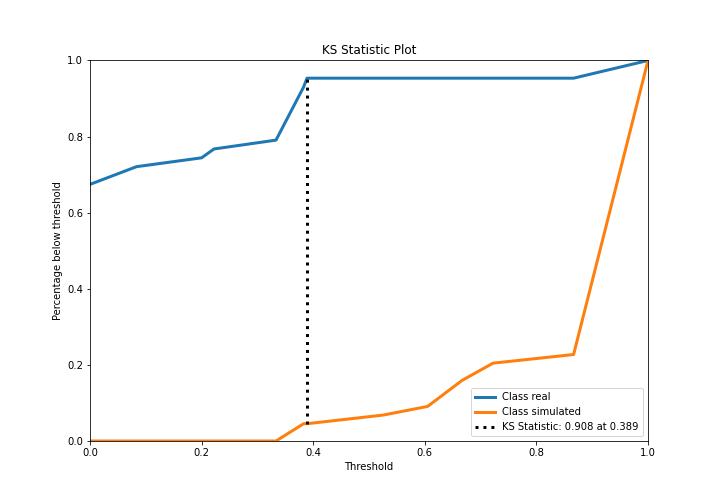 KS Statistic Plot
1.0
0.8
0.6
0.4
0.2
0.0
Percentage below threshold
0.0 0.2 0.4 0.6 0.8 1.0
Threshold
Class real
Class simulated
KS Statistic: 0.908 at 0.389